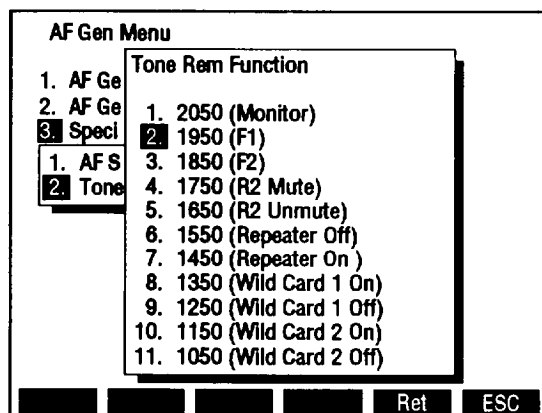 AF Gen Menu
1. AF Ge
2. AF Ge
3. Speci
1. AF S
2. Tone
Tone Rem Function
1. 2050 (Monitor)
2. 1950 (F1)
3. 1850 (F2)
4. 1750 (R2 Mute)
5. 1650 (R2 Unmute)
6. 1550 (Repeater Off)
7. 1450 (Repeater On )
8. 1350 (Wild Card 1 On)
9. 1250 (Wild Card 1 Off)
10. 1150 (Wild Card 2 On)
11. 1050 (Wild Card 2 Off)
Ret ESC